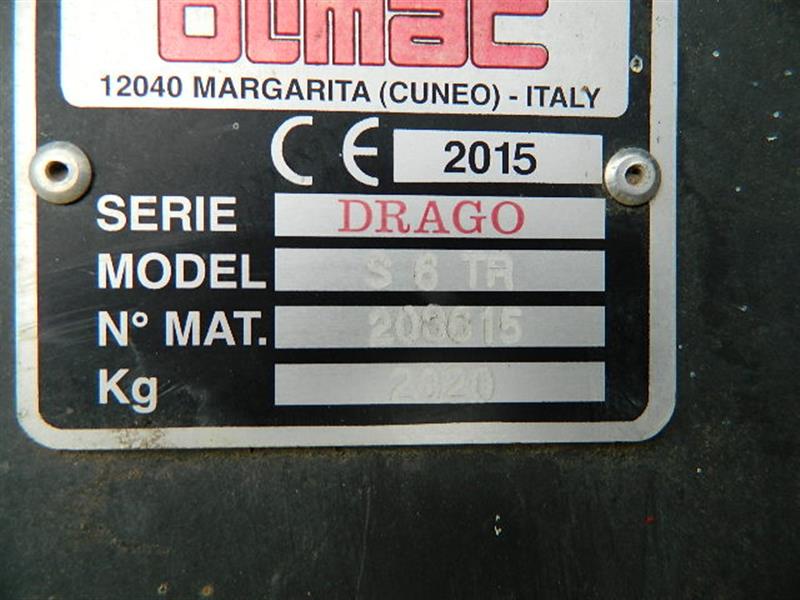 OLIMAC
12040 MARGARITA (CUNEO) - ITALY
CE 2015
SERIE DRAGO
MODEL S 6 TR
N° MAT. 203615
Kg 2020